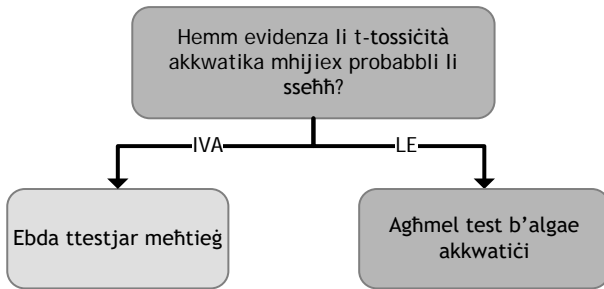 Hemm evidenza li t-tossiċità
akkwatika mhijiex probabbli li
sseħħ?
IVA
LE
Ebda ttestjar meħtieġ
Agħmel test b'algae
akkwatiċi